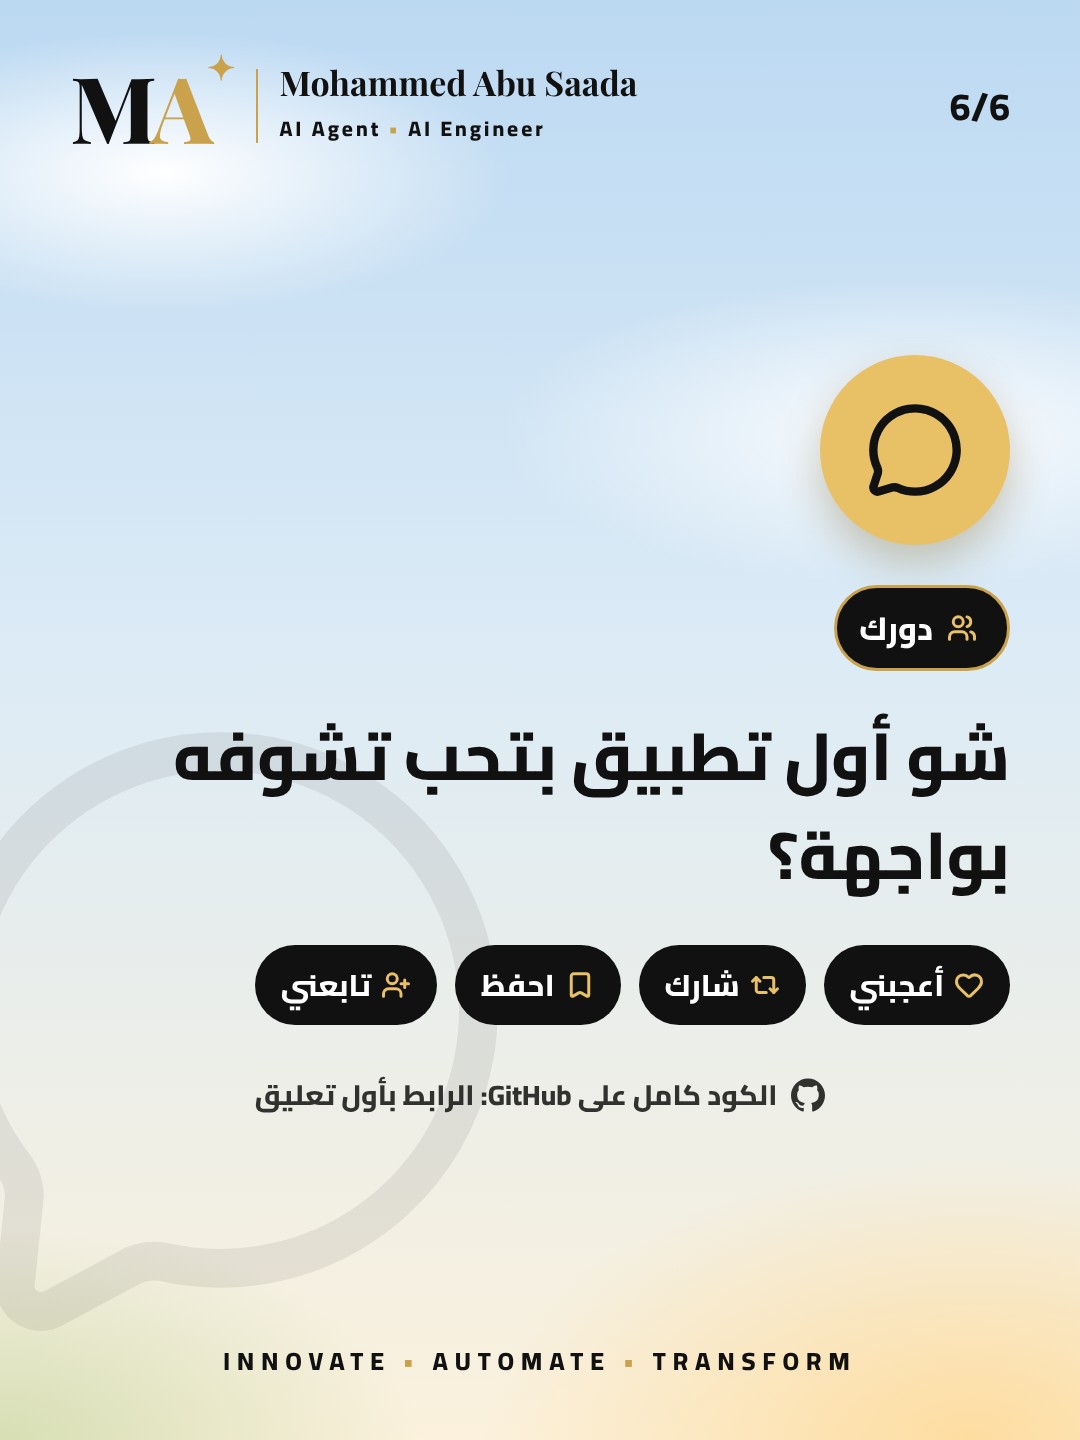 MA
Mohammed Abu Saada
AI Agent ▪ AI Engineer
6/6
دورك
شو أول تطبيق بتحب تشوفه
بواجهة؟
أعجبني
شارك
احفظ
تابعني
الكود كامل على GitHub: الرابط بأول تعليق
INNOVATE ▪ AUTOMATE ▪ TRANSFORM